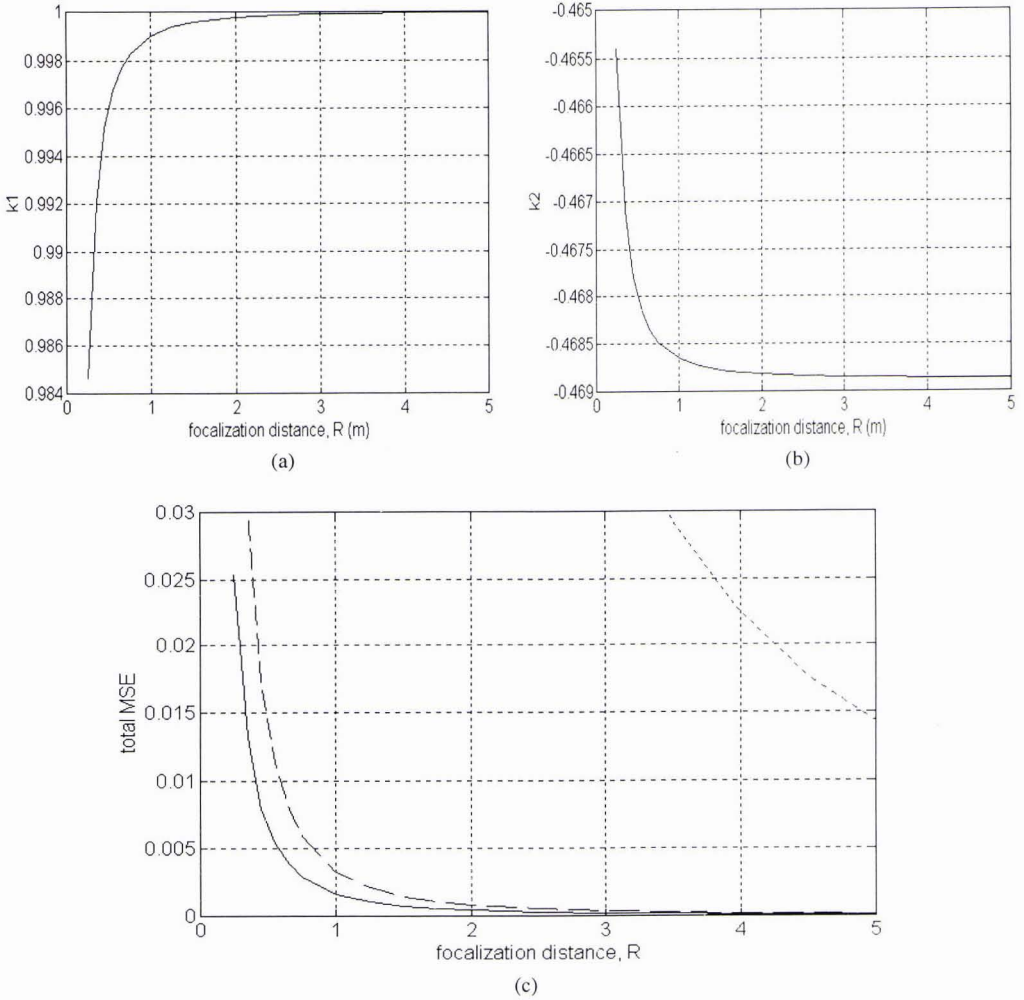 1
0.998
0.996
0.994
0.992
0.99
0.988
0.986
0.984
k1
0 1 2 3 4 5
focalization distance, R (m)
(a)
-0.465
-0.4655
-0.466
-0.4665
-0.467
-0.4675
-0.468
-0.4685
-0.469
k2
0 1 2 3 4 5
focalization distance, R (m)
(b)
0.03
0.025
0.02
0.015
0.01
0.005
0
total MSE
0 1 2 3 4 5
focalization distance, R
(c)